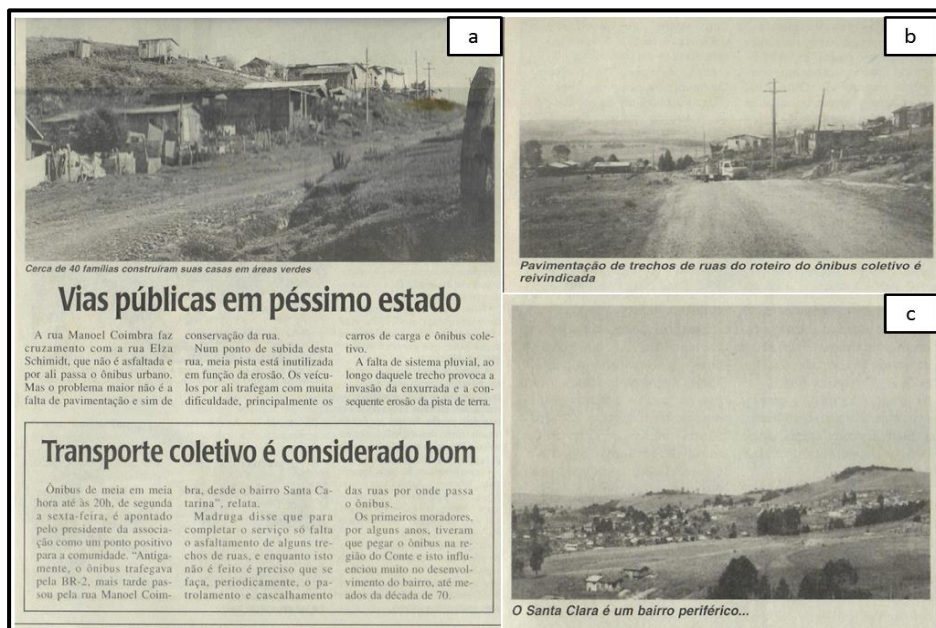 a
Cerca de 40 famílias construíram suas casas em áreas verdes
Vias públicas em péssimo estado
A rua Manoel Coimbra faz
cruzamento com a rua Elza
Schimidt, que não é asfaltada e
por ali passa o ônibus urbano.
Mas o problema maior não é a
falta de pavimentação e sim de
conservação da rua.
Num ponto de subida desta
rua, meia pista está inutilizada
em função da erosão. Os veícu-
los por ali trafegam com muita
dificuldade, principalmente os
carros de carga e ônibus cole-
tivo.
A falta de sistema pluvial, ao
longo daquele trecho provoca a
invasão da enxurrada e a con-
sequente erosão da pista de terra.
Transporte coletivo é considerado bom
Ônibus de meia em meia
hora até às 20h, de segunda
a sexta-feira, é apontado
pelo presidente da associa-
ção como um ponto positivo
para a comunidade. “Antiga-
mente, o ônibus trafegava
pela BR-2, mais tarde pas-
sou pela rua Manoel Coim-
bra, desde o bairro Santa Ca-
tarina”, relata.
Madruga disse que para
completar o serviço só falta
o asfaltamento de alguns tre-
chos de ruas, e enquanto isto
não é feito é preciso que se
faça, periodicamente, o pa-
trolamento e cascalhamento
das ruas por onde passa
o ônibus.
Os primeiros moradores,
por alguns anos, tiveram
que pegar o ônibus na re-
gião do Conte e isto influ-
enciou muito no desenvol-
vimento do bairro, até me-
ados da década de 70.
b
Pavimentação de trechos de ruas do roteiro do ônibus coletivo é
reivindicada
c
O Santa Clara é um bairro periférico...